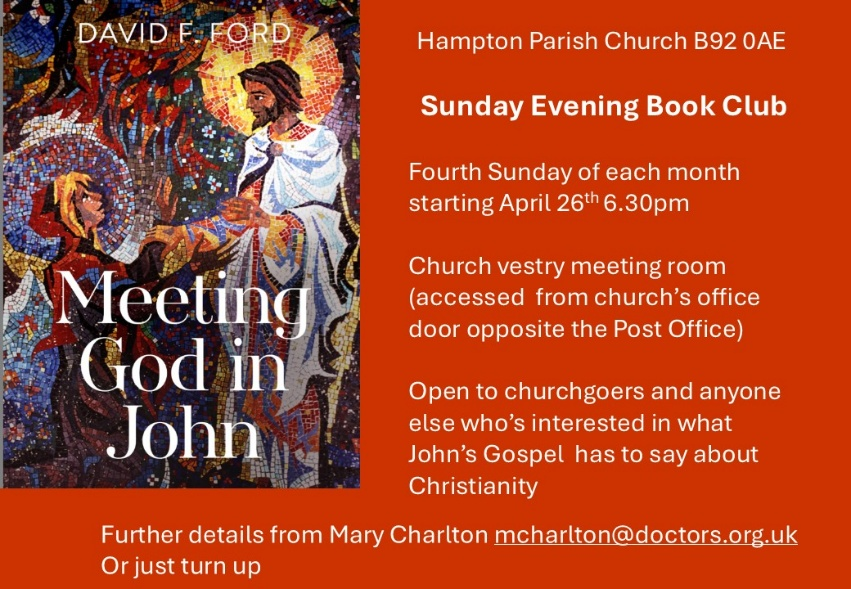 DAVID F. FORD
Meeting
God in
John
Hampton Parish Church B92 0AE
Sunday Evening Book Club
Fourth Sunday of each month
starting April 26th 6.30pm
Church vestry meeting room
(accessed from church’s office
door opposite the Post Office)
Open to churchgoers and anyone
else who’s interested in what
John’s Gospel has to say about
Christianity
Further details from Mary Charlton mcharlton@doctors.org.uk
Or just turn up